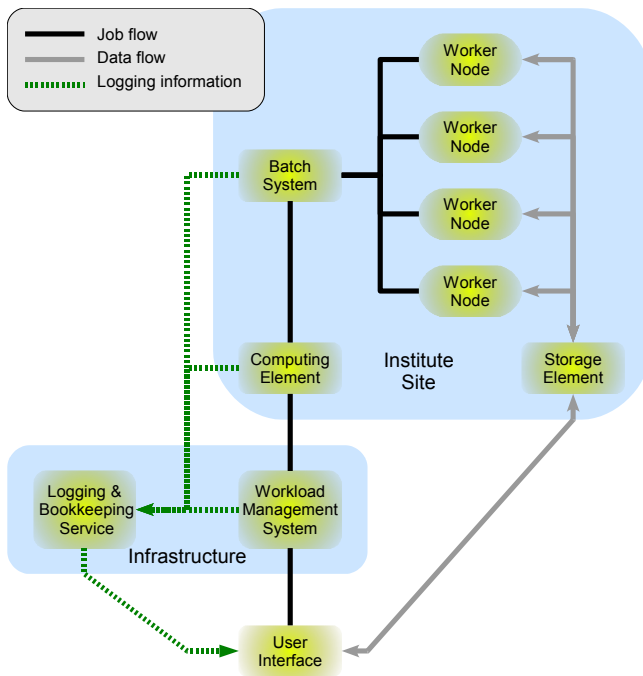 Job flow
Data flow
Logging information
Worker
Node
Worker
Node
Worker
Node
Worker
Node
Batch
System
Computing
Element
Institute
Site
Storage
Element
Logging &
Bookkeeping
Service
Workload
Management
System
Infrastructure
User
Interface